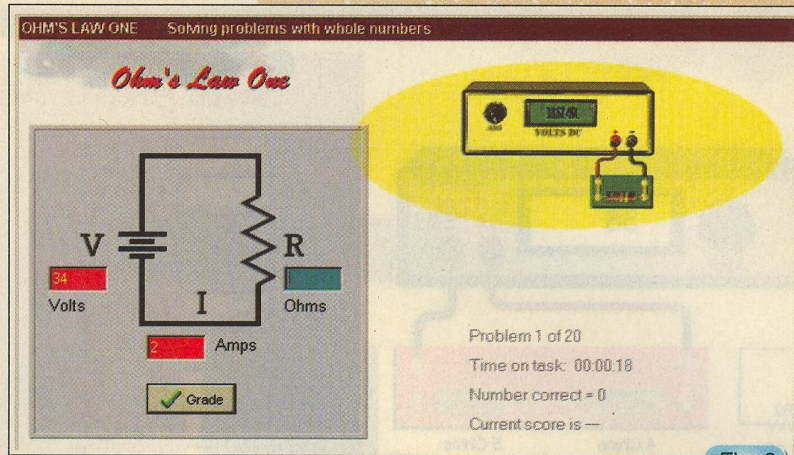 OHM'S LAW ONE Solving problems with whole numbers
Ohm's Law One
VOLTS DC
V
R
34
Volts
I
Ohms
2
Amps
Grade
Problem 1 of 20
Time on task: 00:00:18
Number correct = 0
Current score is —